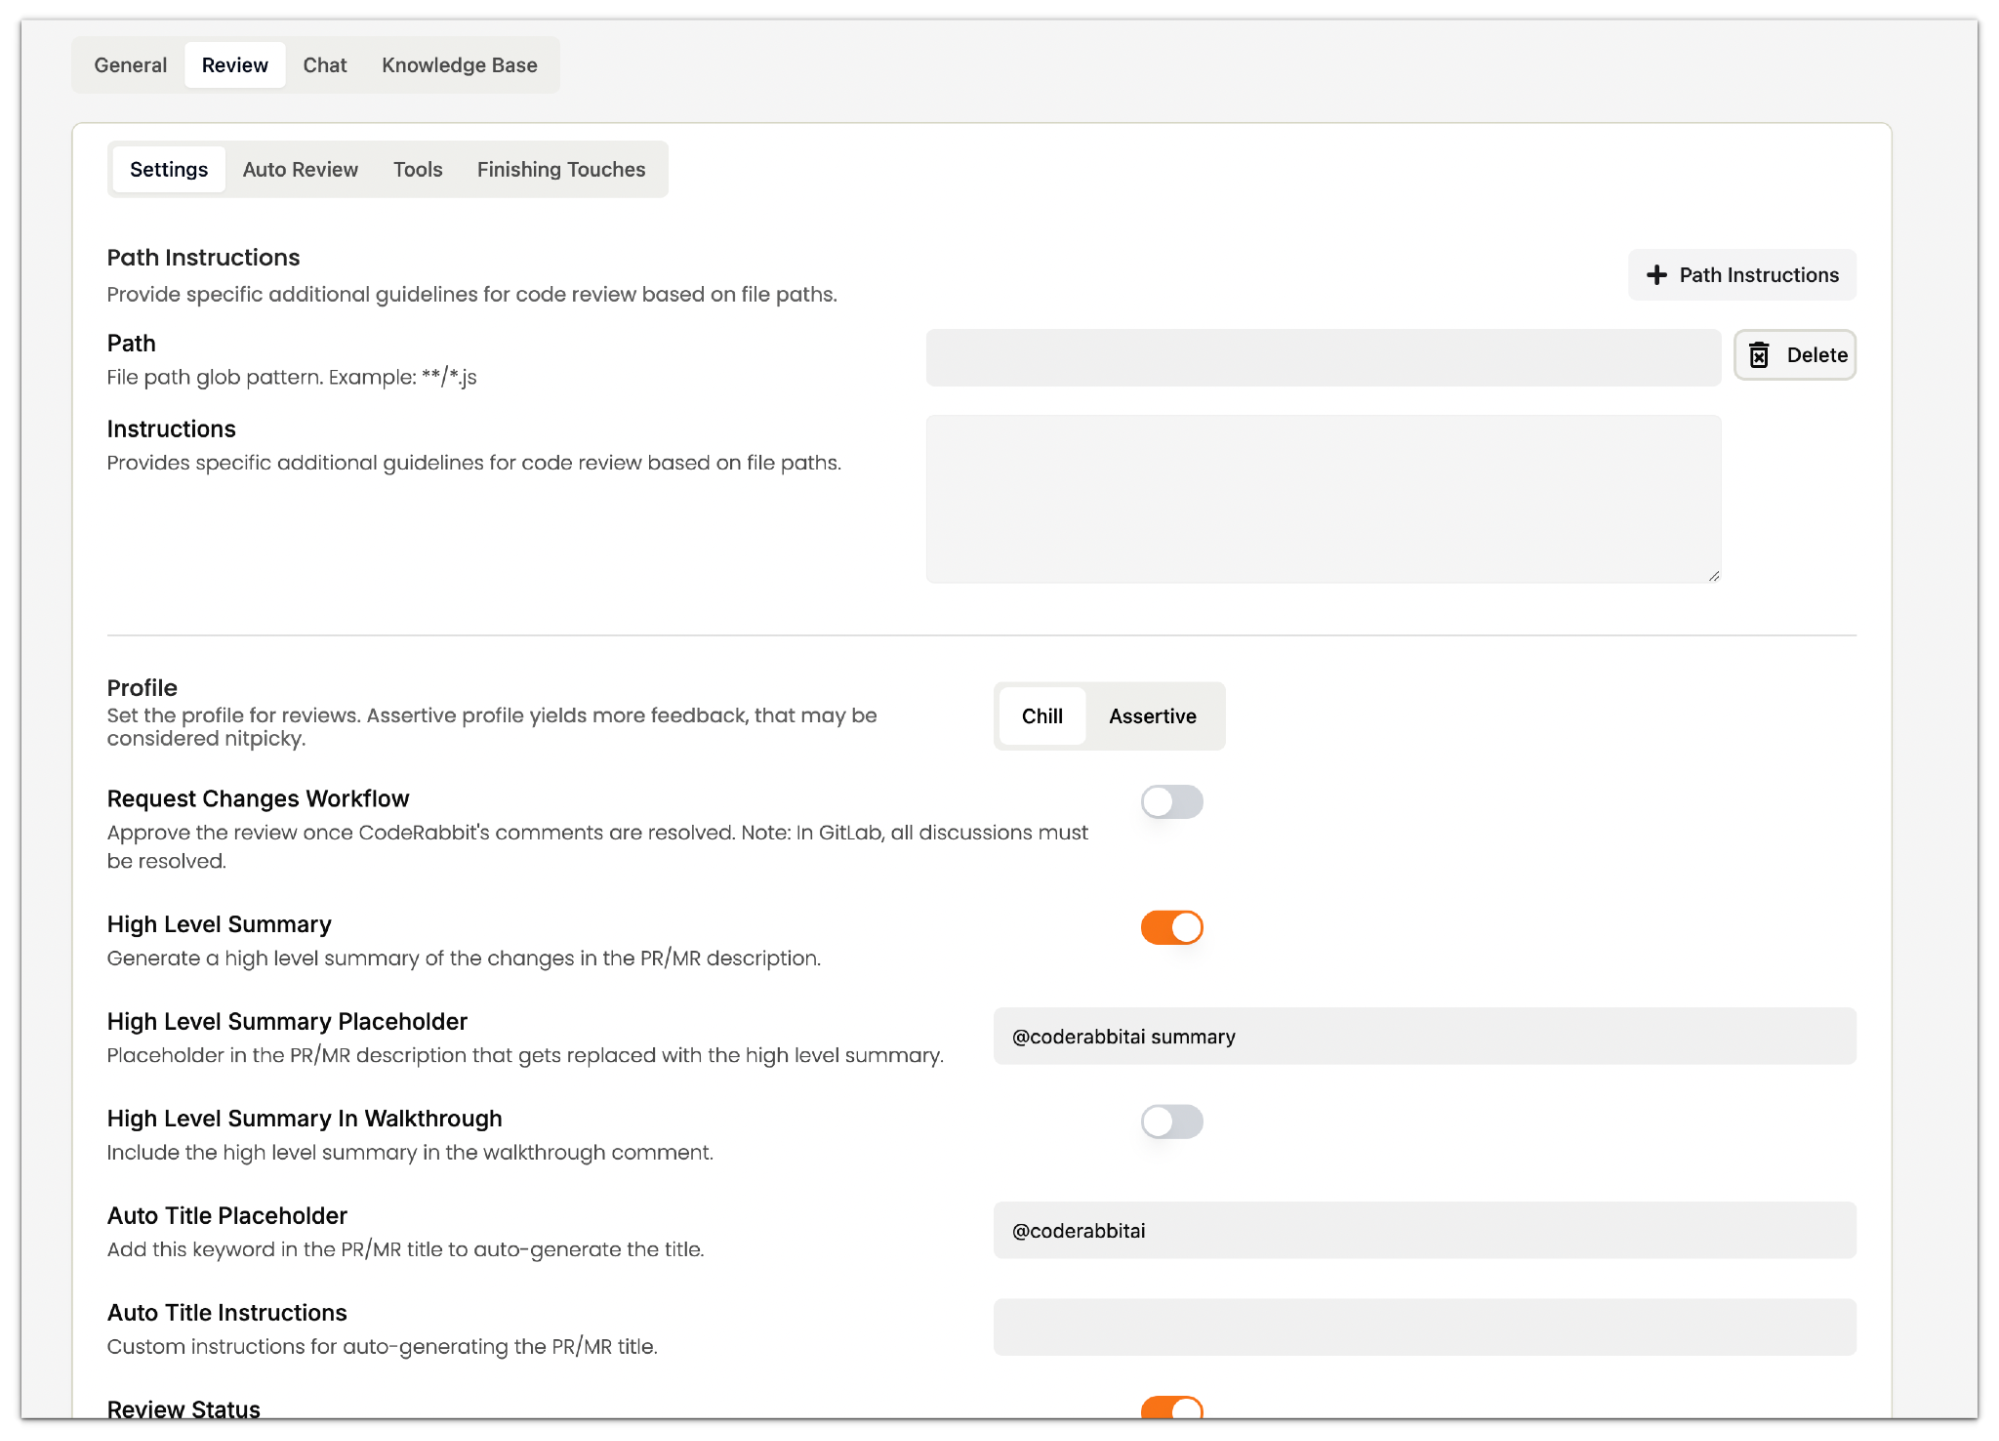 General Review Chat Knowledge Base
Settings Auto Review Tools Finishing Touches
Path Instructions
Provide specific additional guidelines for code review based on file paths.
Path Instructions
Path
File path glob pattern. Example: **/*.js
Delete
Instructions
Provides specific additional guidelines for code review based on file paths.
Profile
Set the profile for reviews. Assertive profile yields more feedback, that may be
considered nitpicky.
Chill Assertive
Request Changes Workflow
Approve the review once CodeRabbit's comments are resolved. Note: In GitLab, all discussions must
be resolved.
High Level Summary
Generate a high level summary of the changes in the PR/MR description.
High Level Summary Placeholder
Placeholder in the PR/MR description that gets replaced with the high level summary.
@coderabbitai summary
High Level Summary In Walkthrough
Include the high level summary in the walkthrough comment.
Auto Title Placeholder
Add this keyword in the PR/MR title to auto-generate the title.
@coderabbitai
Auto Title Instructions
Custom instructions for auto-generating the PR/MR title.
Review Status